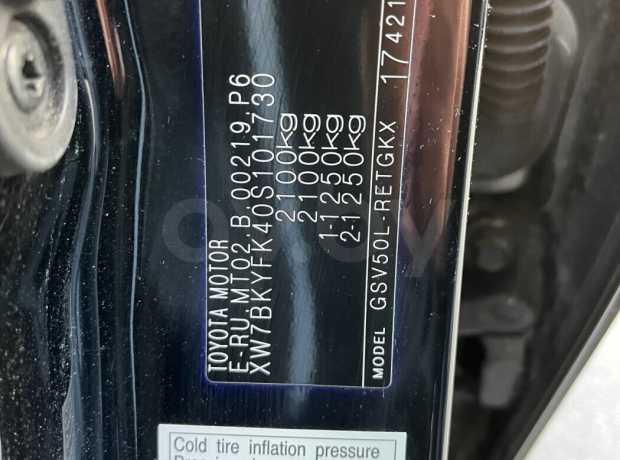 TOYOTA MOTOR
E-RU.MT02.B.00219.P6
XW7BKYFK40S101730
2100kg
2100kg
1-1250kg
2-1250kg
MODEL GSV50L-RETGKX 17421
Cold tire inflation pressure